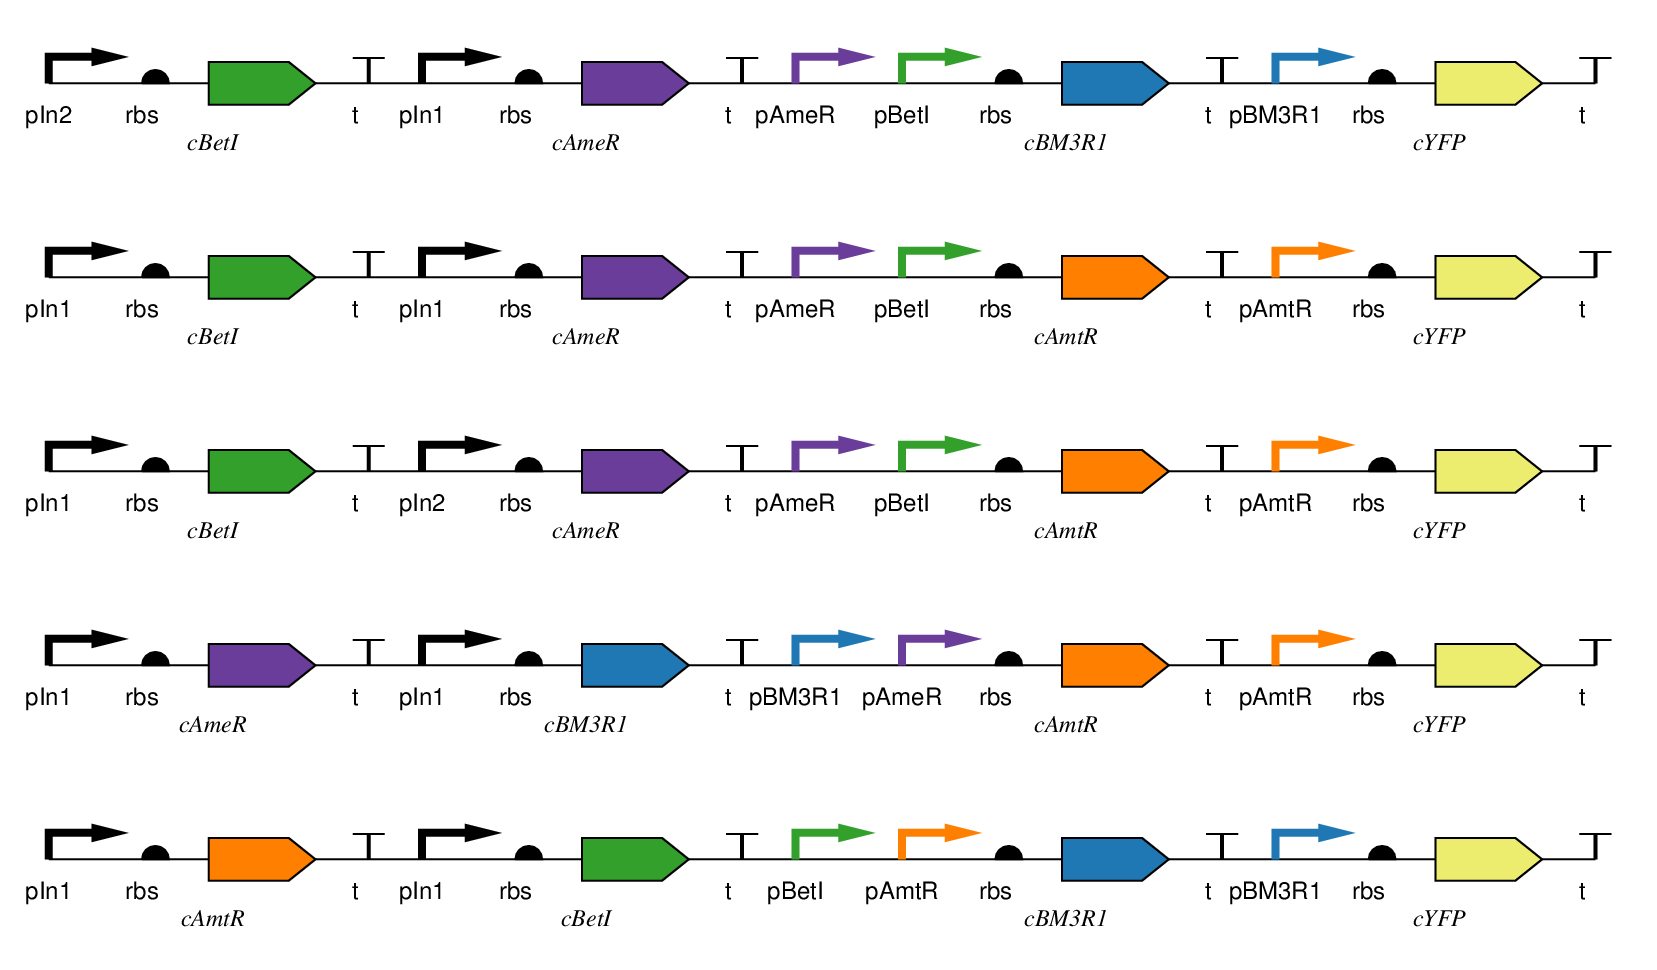 pIn2 rbs t pIn1 rbs t pAmeR pBetI rbs t pBM3R1 rbs t
cBetI cAmeR cBM3R1 cYFP
pIn1 rbs t pIn1 rbs t pAmeR pBetI rbs t pAmtR rbs t
cBetI cAmeR cAmtR cYFP
pIn1 rbs t pIn2 rbs t pAmeR pBetI rbs t pAmtR rbs t
cBetI cAmeR cAmtR cYFP
pIn1 rbs t pIn1 rbs t pBM3R1 pAmeR rbs t pAmtR rbs t
cAmeR cBM3R1 cAmtR cYFP
pIn1 rbs t pIn1 rbs t pBetI pAmtR rbs t pBM3R1 rbs t
cAmtR cBetI cBM3R1 cYFP